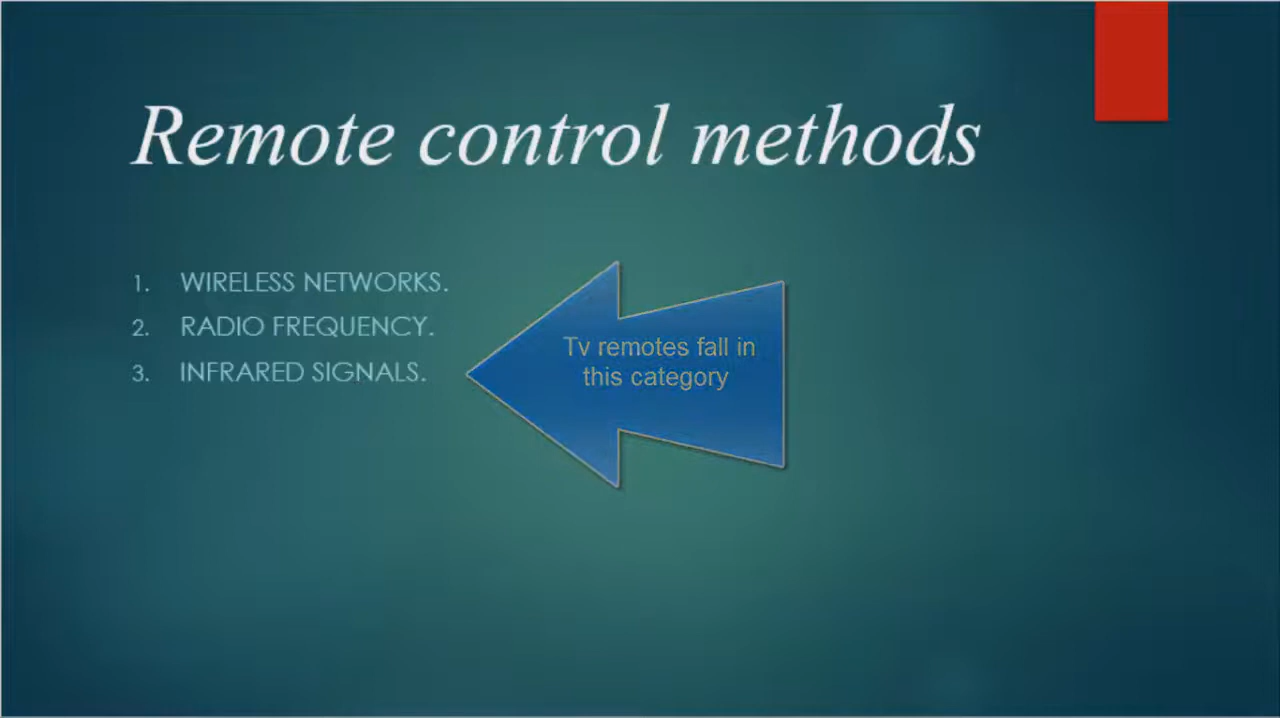 Remote control methods
1. WIRELESS NETWORKS.
2. RADIO FREQUENCY.
3. INFRARED SIGNALS.
Tv remotes fall in
this category